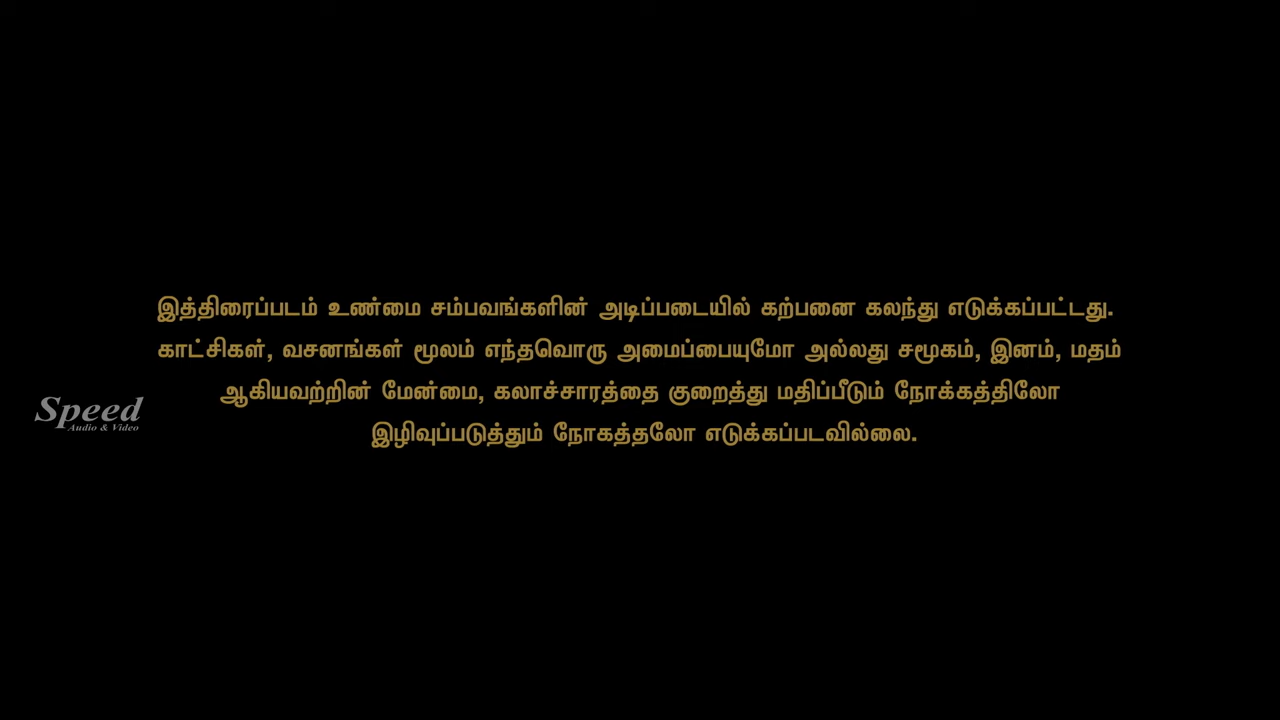 இத்திரைப்படம் உண்மை சம்பவங்களின் அடிப்படையில் கற்பனை கலந்து எடுக்கப்பட்டது.
காட்சிகள், வசனங்கள் மூலம் எந்தவொரு அமைப்பையுமோ அல்லது சமூகம், இனம், மதம்
ஆகியவற்றின் மேன்மை, கலாச்சாரத்தை குறைத்து மதிப்பீடும் நோக்கத்திலோ
இழிவுப்படுத்தும் நோகத்தலோ எடுக்கப்படவில்லை.
Speed
Audio & Video